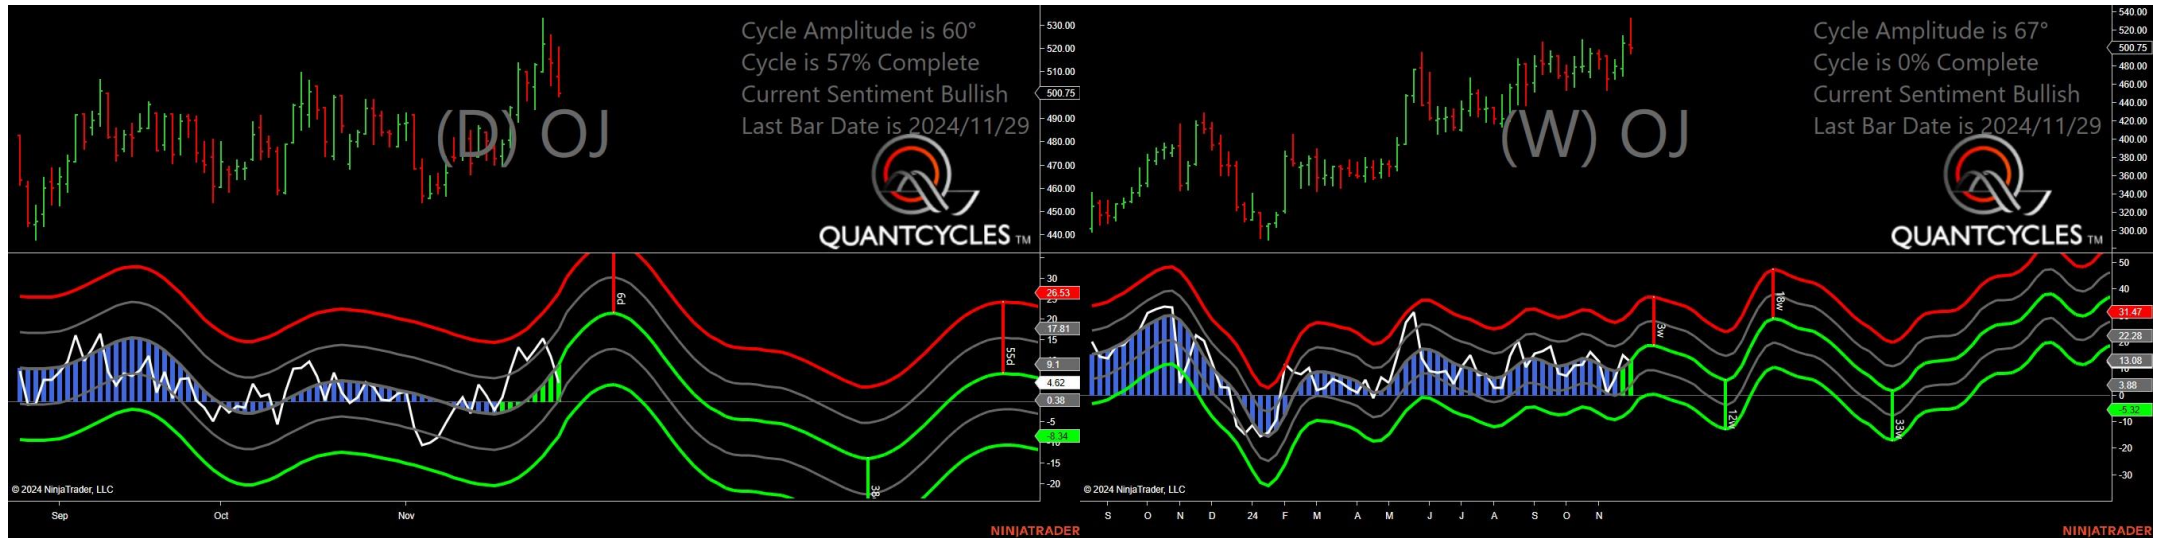 Cycle Amplitude is 60°
Cycle is 57% Complete
Current Sentiment Bullish
Last Bar Date is 2024/11/29
(D) OJ
QUANTCYCLES TM
530.00
520.00
510.00
500.75
490.00
480.00
470.00
460.00
450.00
440.00
6d
55d
30
26.53
20
17.81
15
9.1
4.62
0.38
-5
-8.34
-15
-20
© 2024 NinjaTrader, LLC
Sep Oct Nov
NINJATRADER
Cycle Amplitude is 67°
Cycle is 0% Complete
Current Sentiment Bullish
Last Bar Date is 2024/11/29
(W) OJ
QUANTCYCLES TM
540.00
520.00
500.75
480.00
460.00
440.00
420.00
400.00
380.00
360.00
340.00
320.00
300.00
3w
12w
18w
33w
50
40
31.47
22.28
13.08
3.88
0
-5.32
-10
-20
-30
© 2024 NinjaTrader, LLC
S O N D 24 F M A M J J A S O N
NINJATRADER